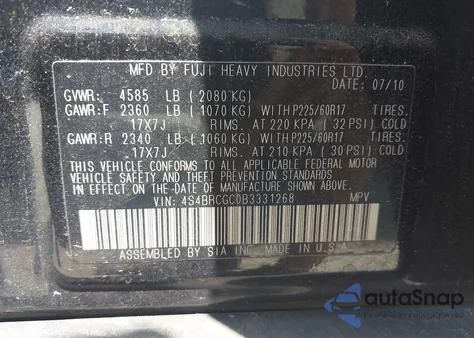 MFD BY FUJI HEAVY INDUSTRIES LTD.
DATE: 07/10
GVWR: 4585 LB (2080 KG)
GAWR:F 2360 LB (1070 KG) WITH P225/60R17 TIRES.
17X7J RIMS. AT 220 KPA (32 PSI) COLD
GAWR:R 2340 LB (1060 KG) WITH P225/60R17 TIRES.
17X7J RIMS. AT 210 KPA (30 PSI) COLD
THIS VEHICLE CONFORMS TO ALL APPLICABLE FEDERAL MOTOR
VEHICLE SAFETY AND BUMPER STANDARDS IN EFFECT ON THE
DATE OF MANUFACTURE SHOWN ABOVE.
VIN: 4S4BRCGC0B3331268 MPV
ASSEMBLED BY SIA INC. MADE IN U.S.A.
autoSnap